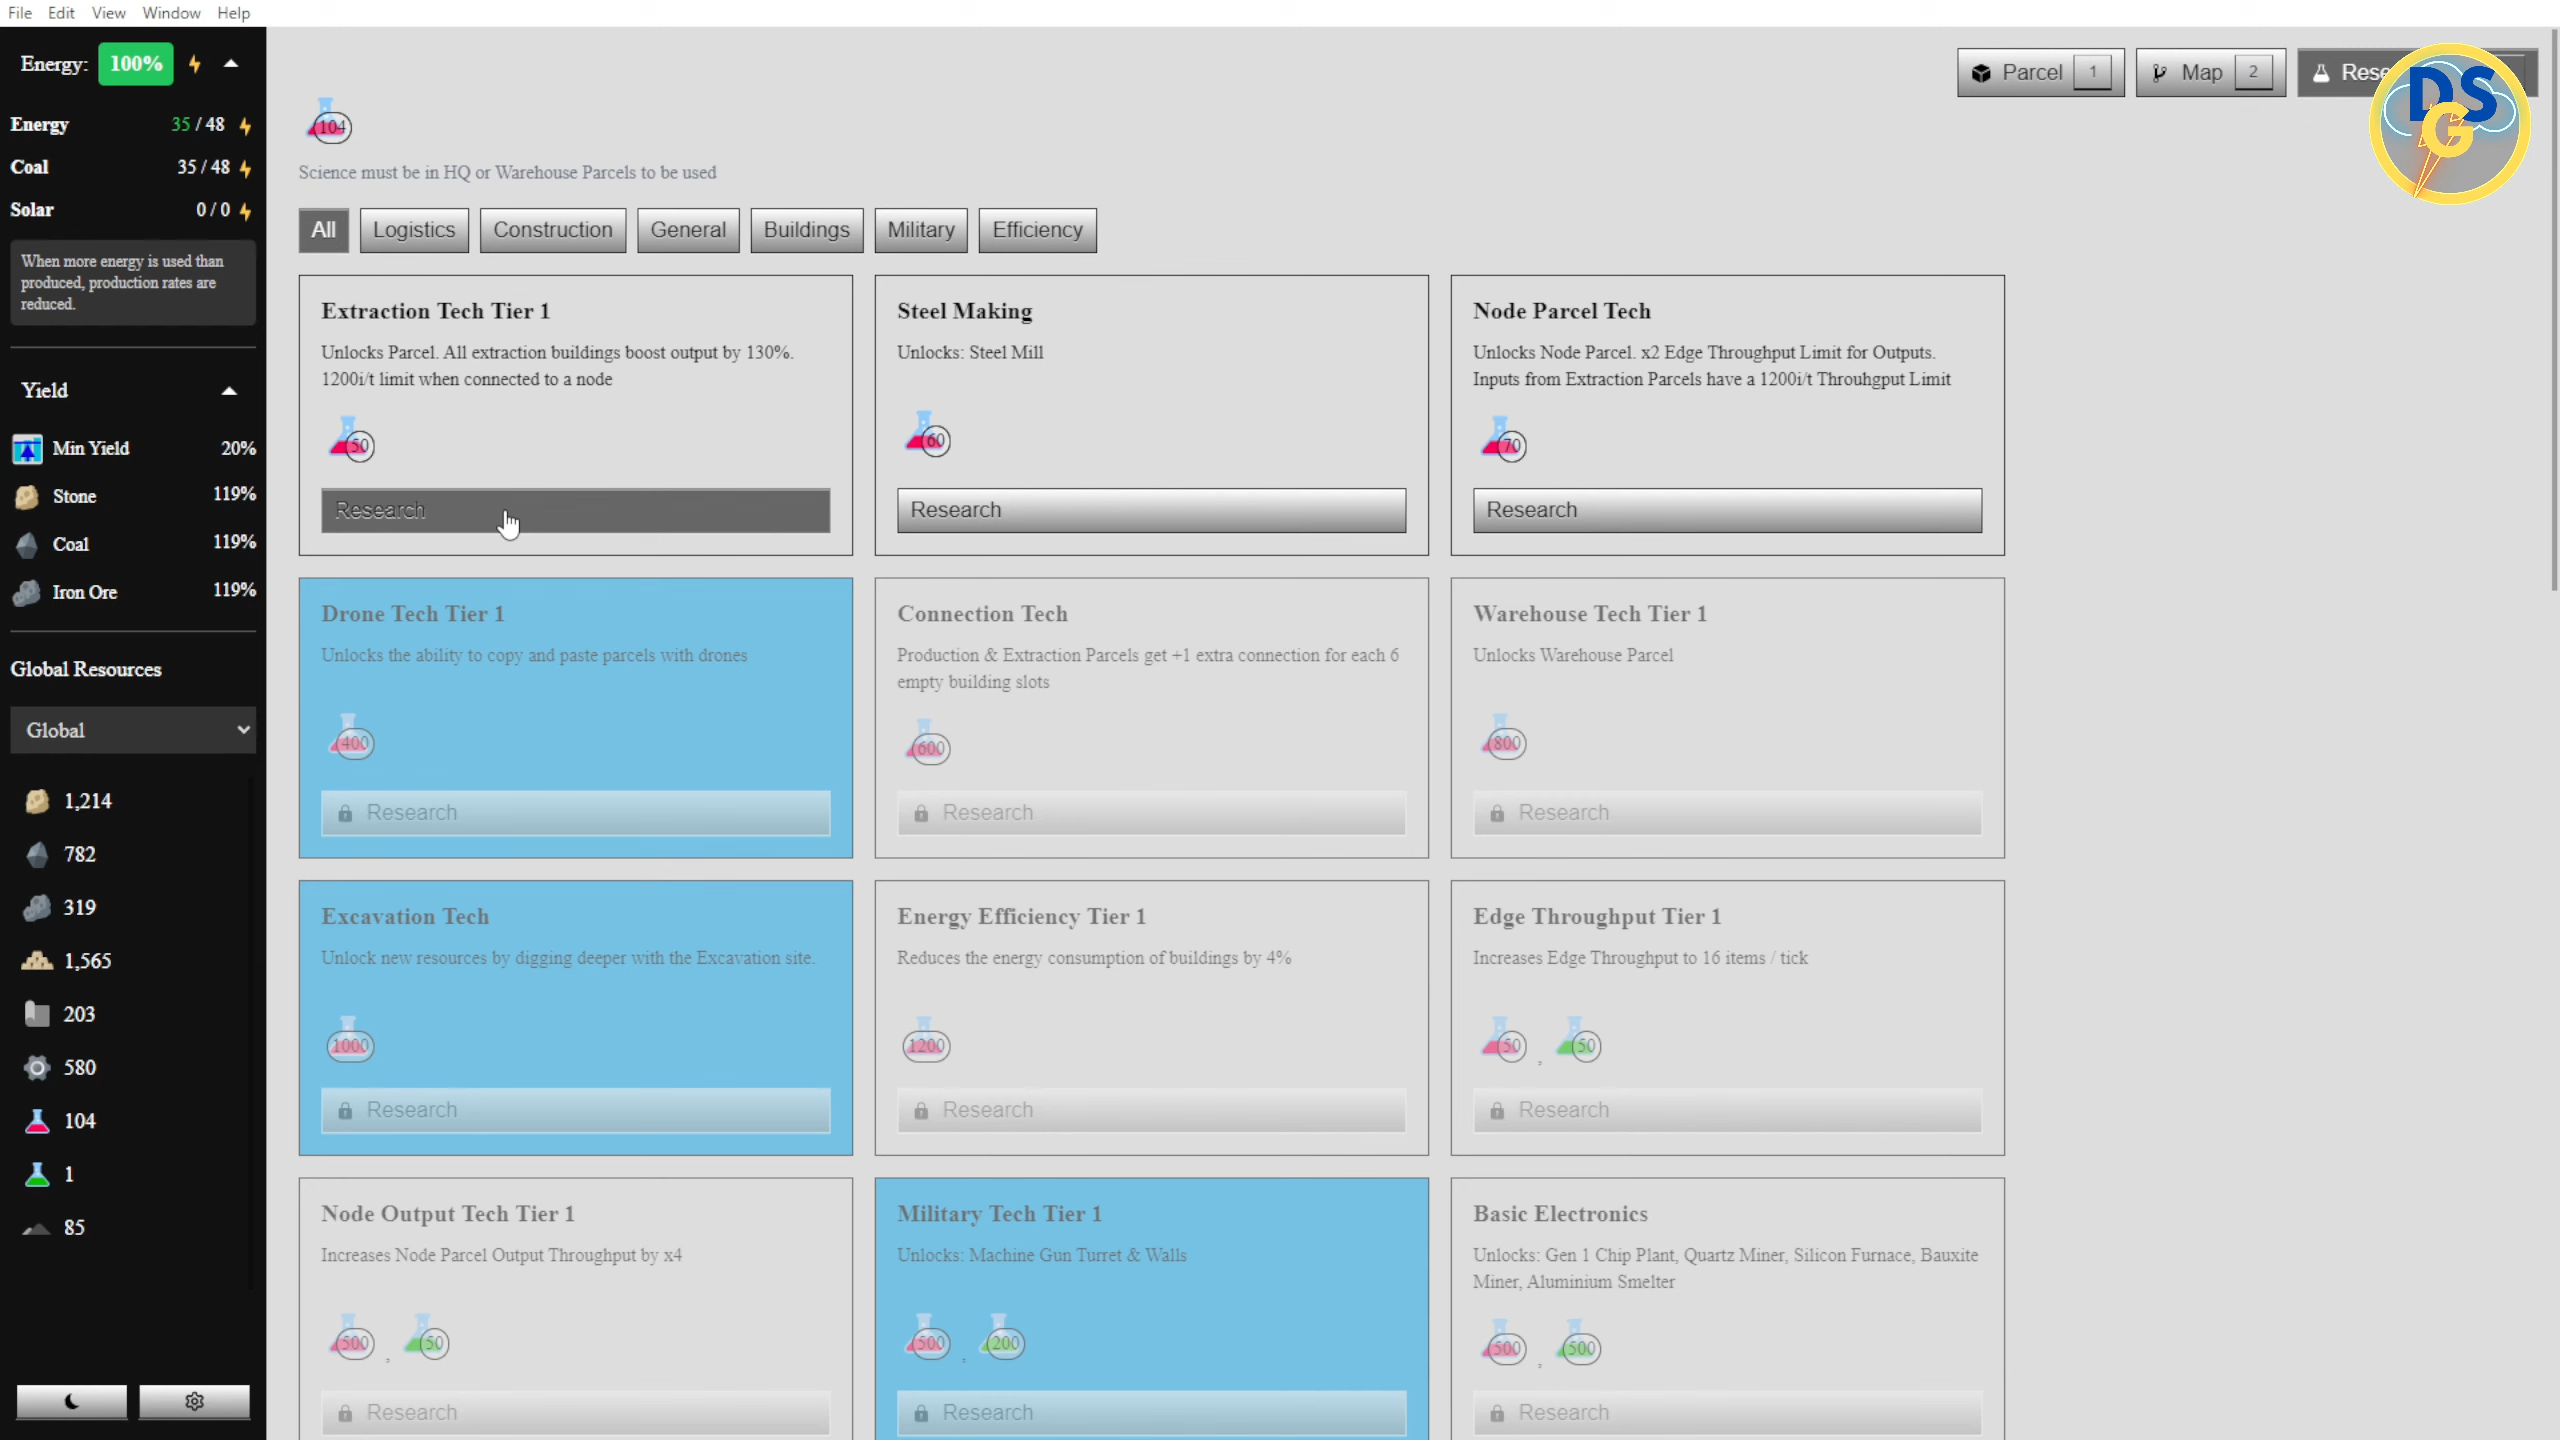 File Edit View Window Help
Energy: 100%
Energy 35 / 48
Coal 35 / 48
Solar 0 / 0
When more energy is used than
produced, production rates are
reduced.
Yield
Min Yield 20%
Stone 119%
Coal 119%
Iron Ore 119%
Global Resources
Global
1,214
782
319
1,565
203
580
104
1
85
Parcel 1 Map 2 Rese
DSG
104
Science must be in HQ or Warehouse Parcels to be used
All Logistics Construction General Buildings Military Efficiency
Extraction Tech Tier 1
Unlocks Parcel. All extraction buildings boost output by 130%.
1200i/t limit when connected to a node
50
Research
Steel Making
Unlocks: Steel Mill
60
Research
Node Parcel Tech
Unlocks Node Parcel. x2 Edge Throughput Limit for Outputs.
Inputs from Extraction Parcels have a 1200i/t Throuhgput Limit
70
Research
Drone Tech Tier 1
Unlocks the ability to copy and paste parcels with drones
400
Research
Connection Tech
Production & Extraction Parcels get +1 extra connection for each 6
empty building slots
600
Research
Warehouse Tech Tier 1
Unlocks Warehouse Parcel
800
Research
Excavation Tech
Unlock new resources by digging deeper with the Excavation site.
1000
Research
Energy Efficiency Tier 1
Reduces the energy consumption of buildings by 4%
1200
Research
Edge Throughput Tier 1
Increases Edge Throughput to 16 items / tick
50 , 50
Research
Node Output Tech Tier 1
Increases Node Parcel Output Throughput by x4
500 , 50
Research
Military Tech Tier 1
Unlocks: Machine Gun Turret & Walls
500 , 200
Research
Basic Electronics
Unlocks: Gen 1 Chip Plant, Quartz Miner, Silicon Furnace, Bauxite
Miner, Aluminium Smelter
500 , 500
Research